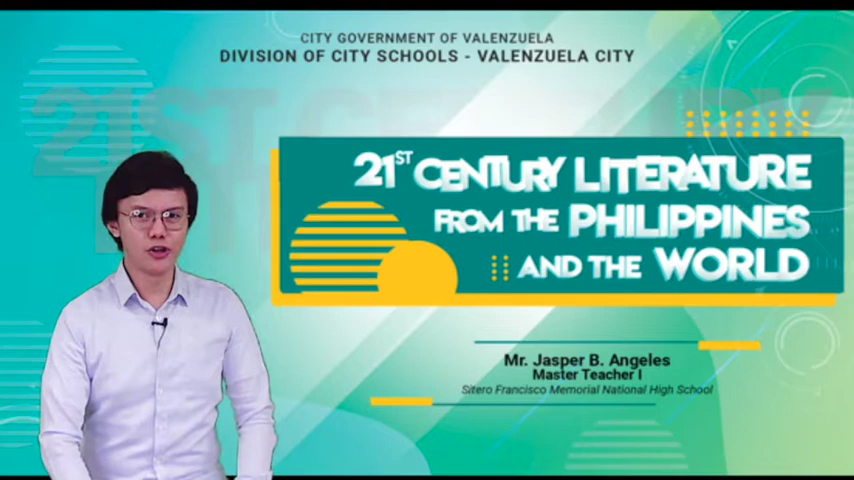 CITY GOVERNMENT OF VALENZUELA
DIVISION OF CITY SCHOOLS - VALENZUELA CITY
21ST CENTURY LITERATURE
FROM THE PHILIPPINES
AND THE WORLD
Mr. Jasper B. Angeles
Master Teacher I
Sitero Francisco Memorial National High School